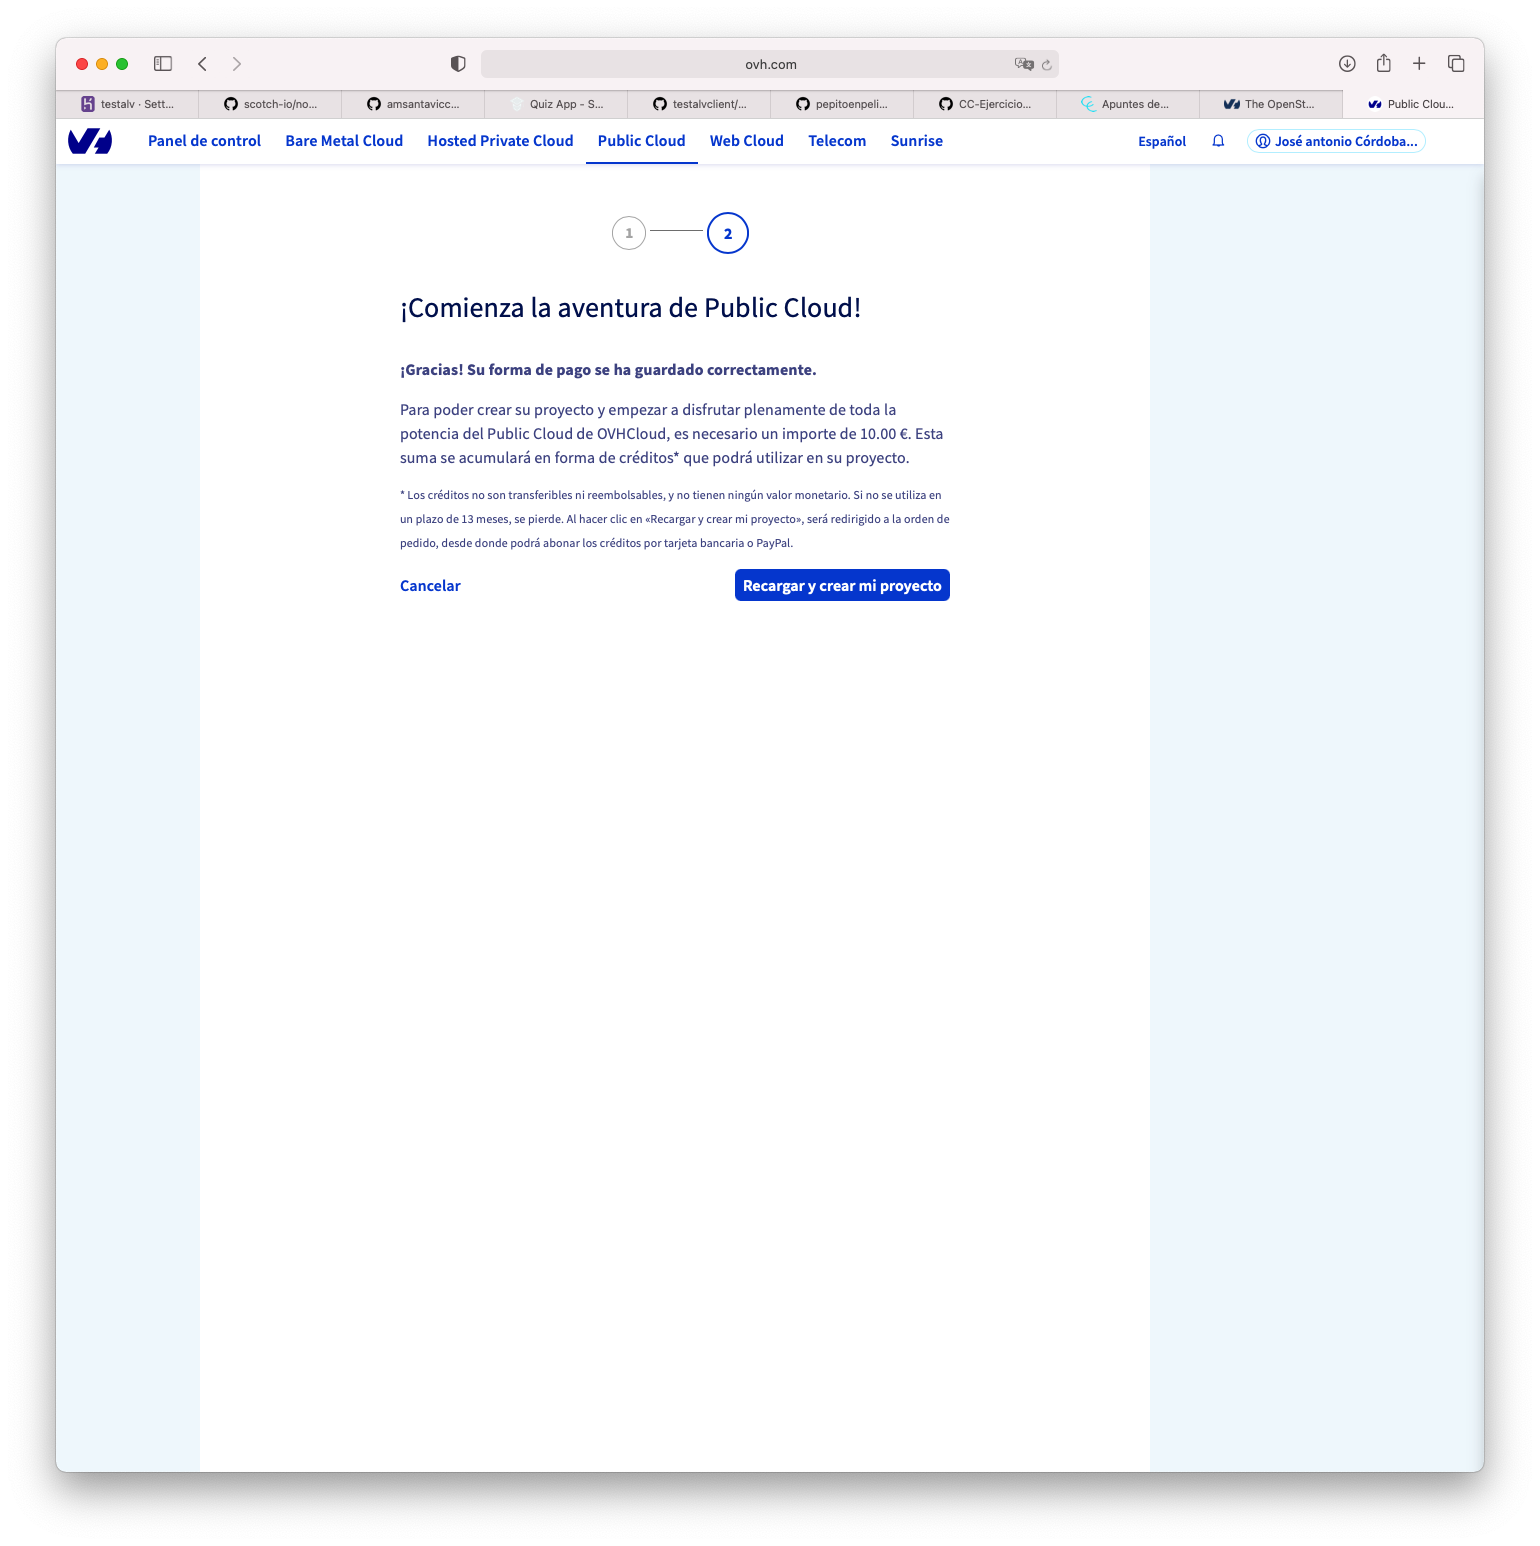 ovh.com
testalv · Sett...
scotch-io/no...
amsantavicc...
Quiz App - S...
testalvclient/...
pepitoenpeli...
CC-Ejercicio...
Apuntes de...
The OpenSt...
Public Clou...
Panel de control
Bare Metal Cloud
Hosted Private Cloud
Public Cloud
Web Cloud
Telecom
Sunrise
Español
José antonio Córdoba...
1
2
¡Comienza la aventura de Public Cloud!
¡Gracias! Su forma de pago se ha guardado correctamente.
Para poder crear su proyecto y empezar a disfrutar plenamente de toda la
potencia del Public Cloud de OVHCloud, es necesario un importe de 10.00 €. Esta
suma se acumulará en forma de créditos* que podrá utilizar en su proyecto.
* Los créditos no son transferibles ni reembolsables, y no tienen ningún valor monetario. Si no se utiliza en
un plazo de 13 meses, se pierde. Al hacer clic en «Recargar y crear mi proyecto», será redirigido a la orden de
pedido, desde donde podrá abonar los créditos por tarjeta bancaria o PayPal.
Cancelar
Recargar y crear mi proyecto